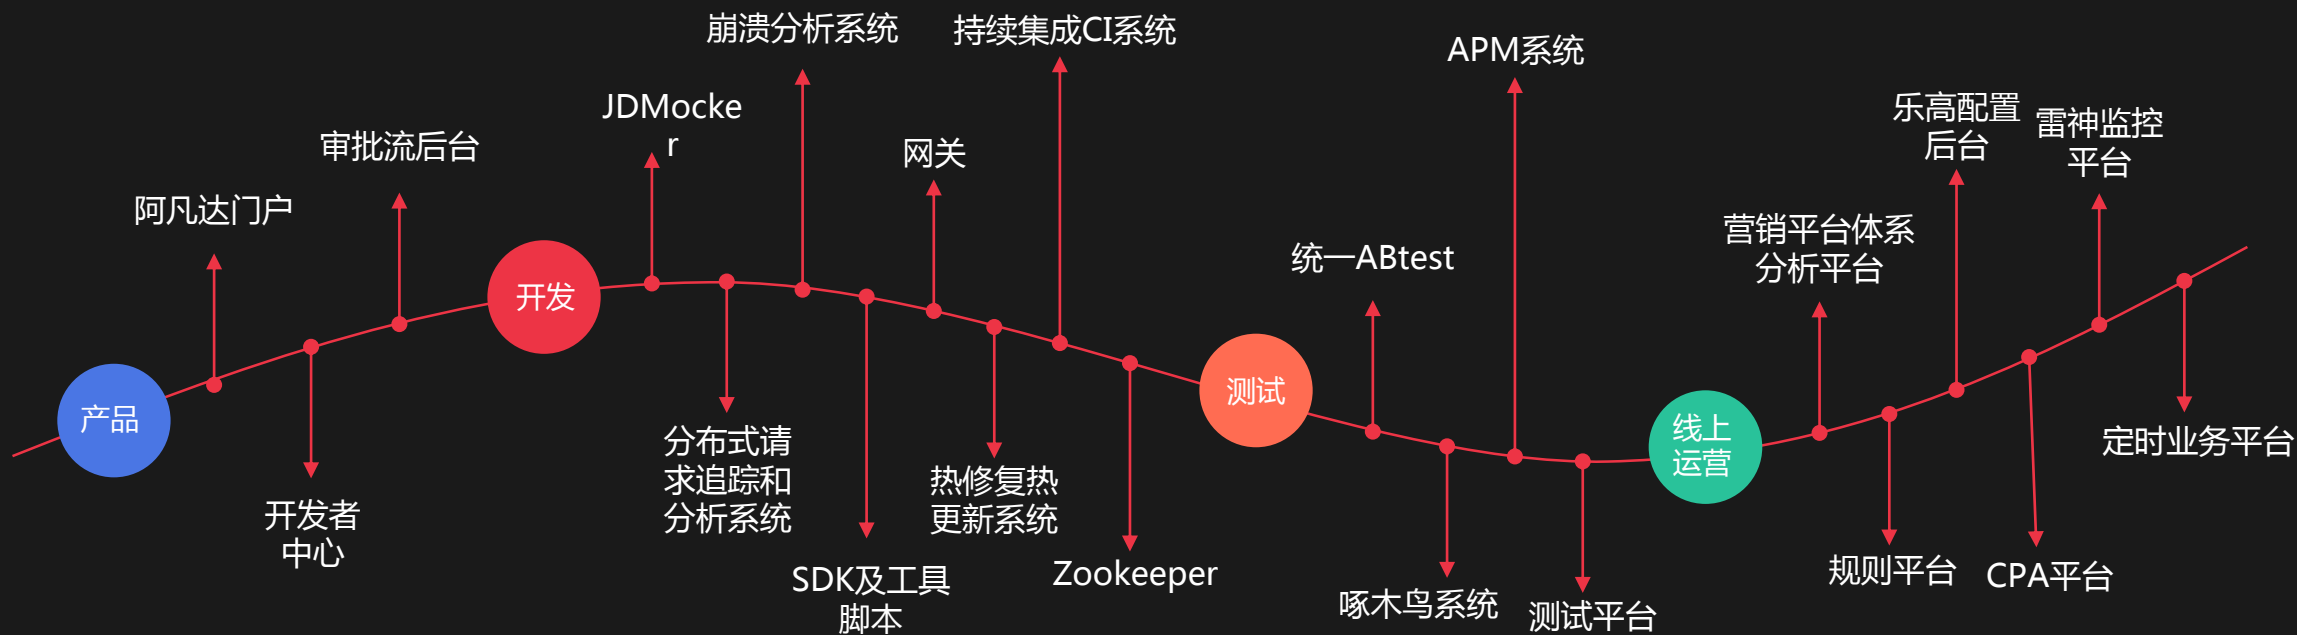 产品
阿凡达门户
开发者
中心
审批流后台
开发
JDMocke
r
分布式请
求追踪和
分析系统
崩溃分析系统
SDK及工具
脚本
网关
热修复热
更新系统
持续集成CI系统
Zookeeper
测试
统一ABtest
啄木鸟系统
APM系统
测试平台
线上
运营
营销平台体系
分析平台
规则平台
乐高配置
后台
CPA平台
雷神监控
平台
定时业务平台